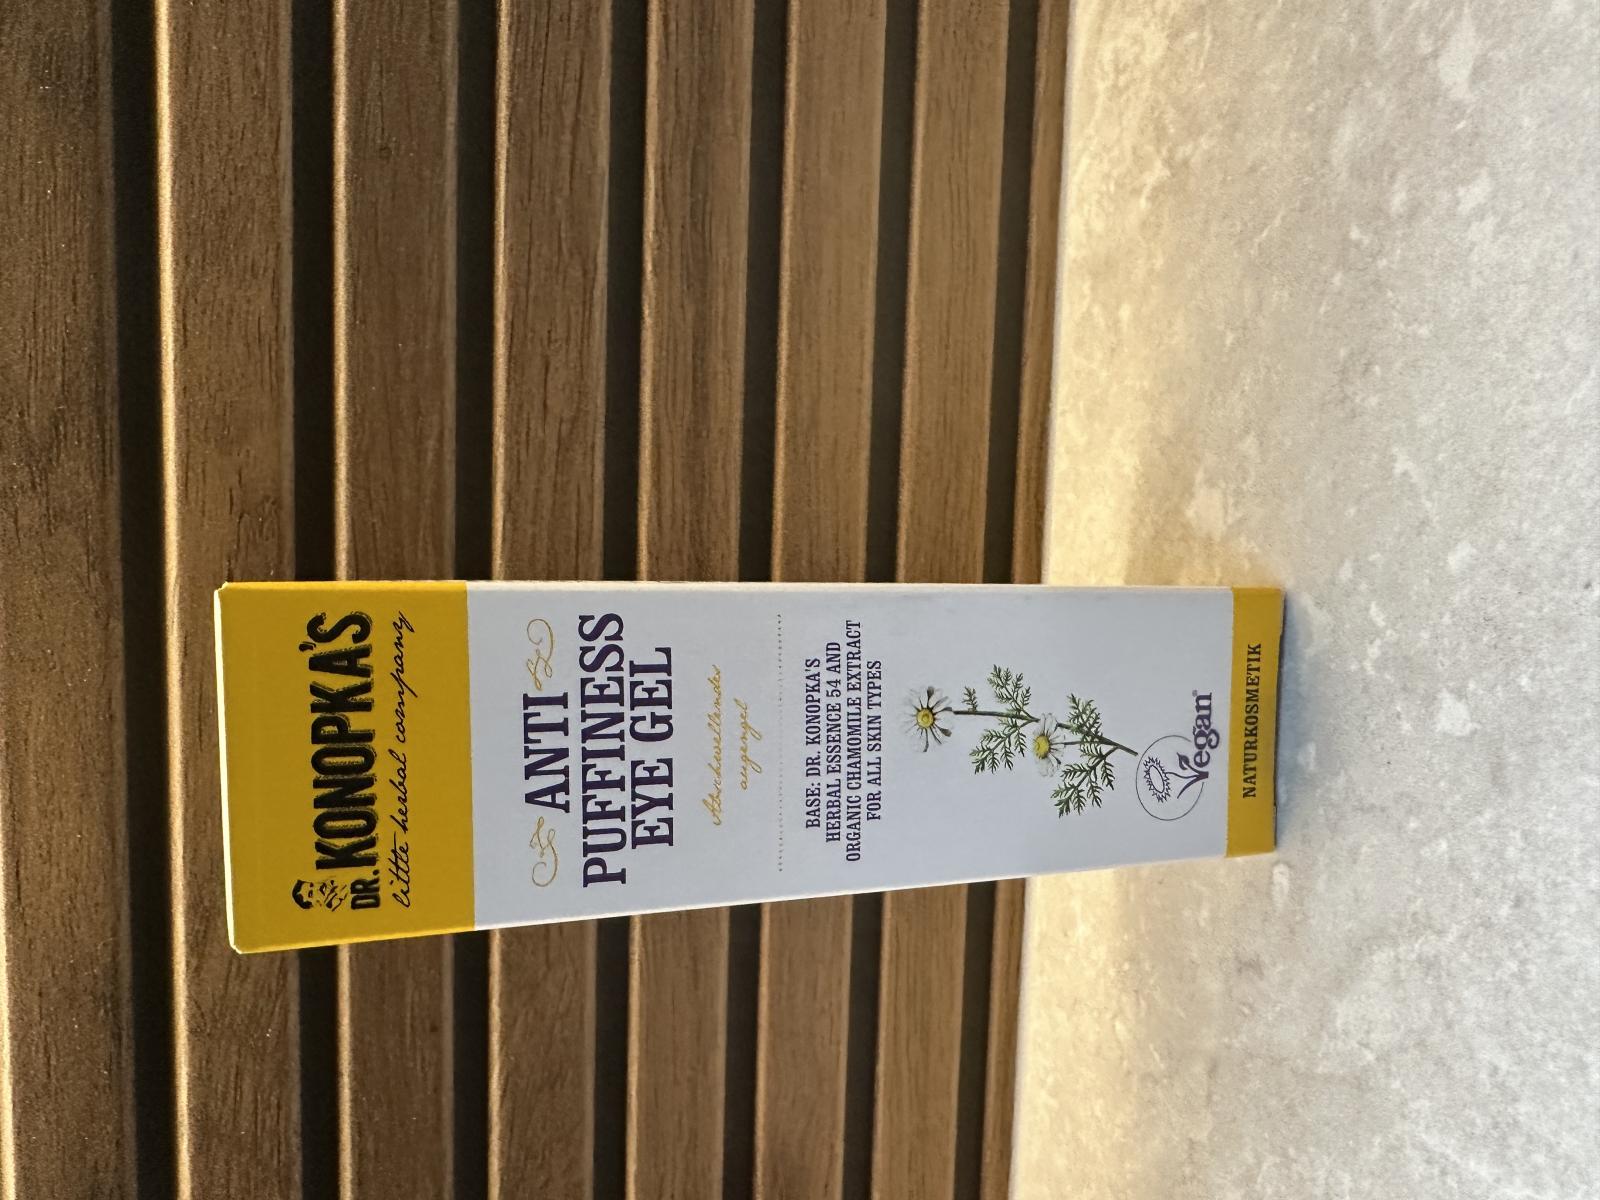 DR. KONOPKA'S
little herbal company
ANTI
PUFFINESS
EYE GEL
Abschwellendes
augengel
BASE: DR. KONOPKA'S
HERBAL ESSENCE 54 AND
ORGANIC CHAMOMILE EXTRACT
FOR ALL SKIN TYPES
Vegan®
NATURKOSMETIK